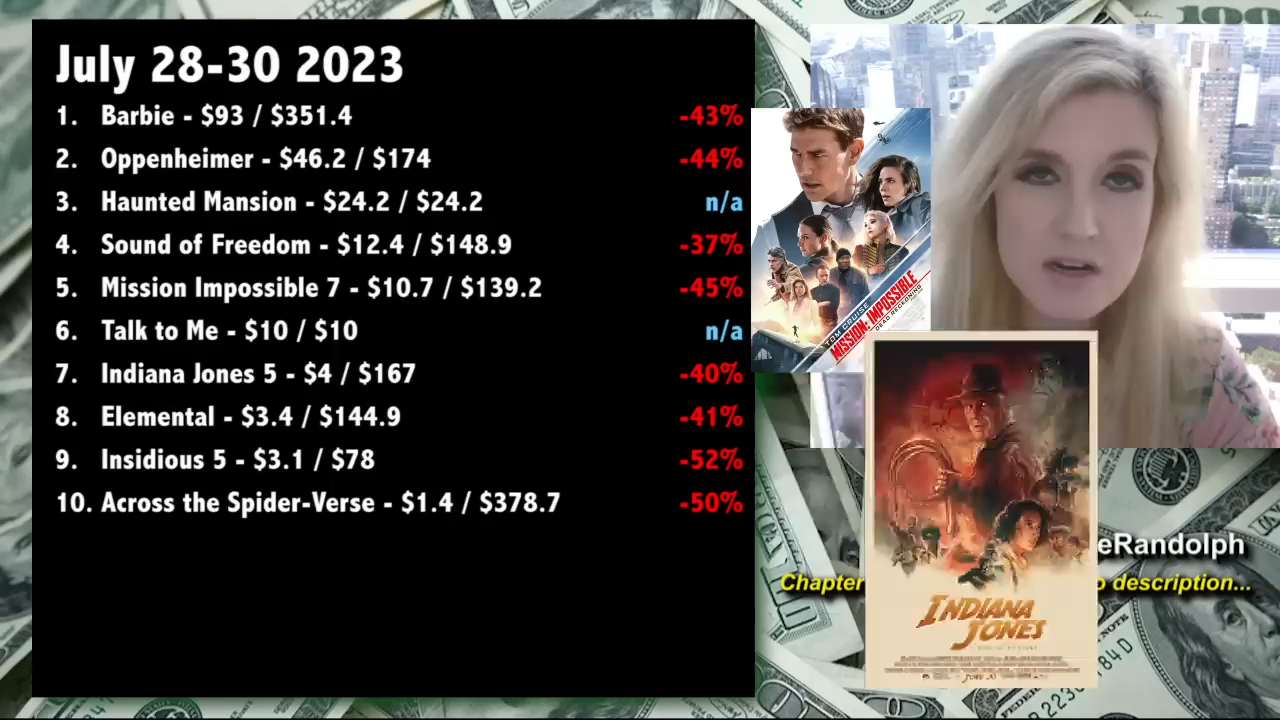 July 28-30 2023
1. Barbie - $93 / $351.4 -43%
2. Oppenheimer - $46.2 / $174 -44%
3. Haunted Mansion - $24.2 / $24.2 n/a
4. Sound of Freedom - $12.4 / $148.9 -37%
5. Mission Impossible 7 - $10.7 / $139.2 -45%
6. Talk to Me - $10 / $10 n/a
7. Indiana Jones 5 - $4 / $167 -40%
8. Elemental - $3.4 / $144.9 -41%
9. Insidious 5 - $3.1 / $78 -52%
10. Across the Spider-Verse - $1.4 / $378.7 -50%
TOM CRUISE
MISSION: IMPOSSIBLE
DEAD RECKONING
INDIANA
JONES
JUNE 30
eRandolph
Chapter
o description...
100